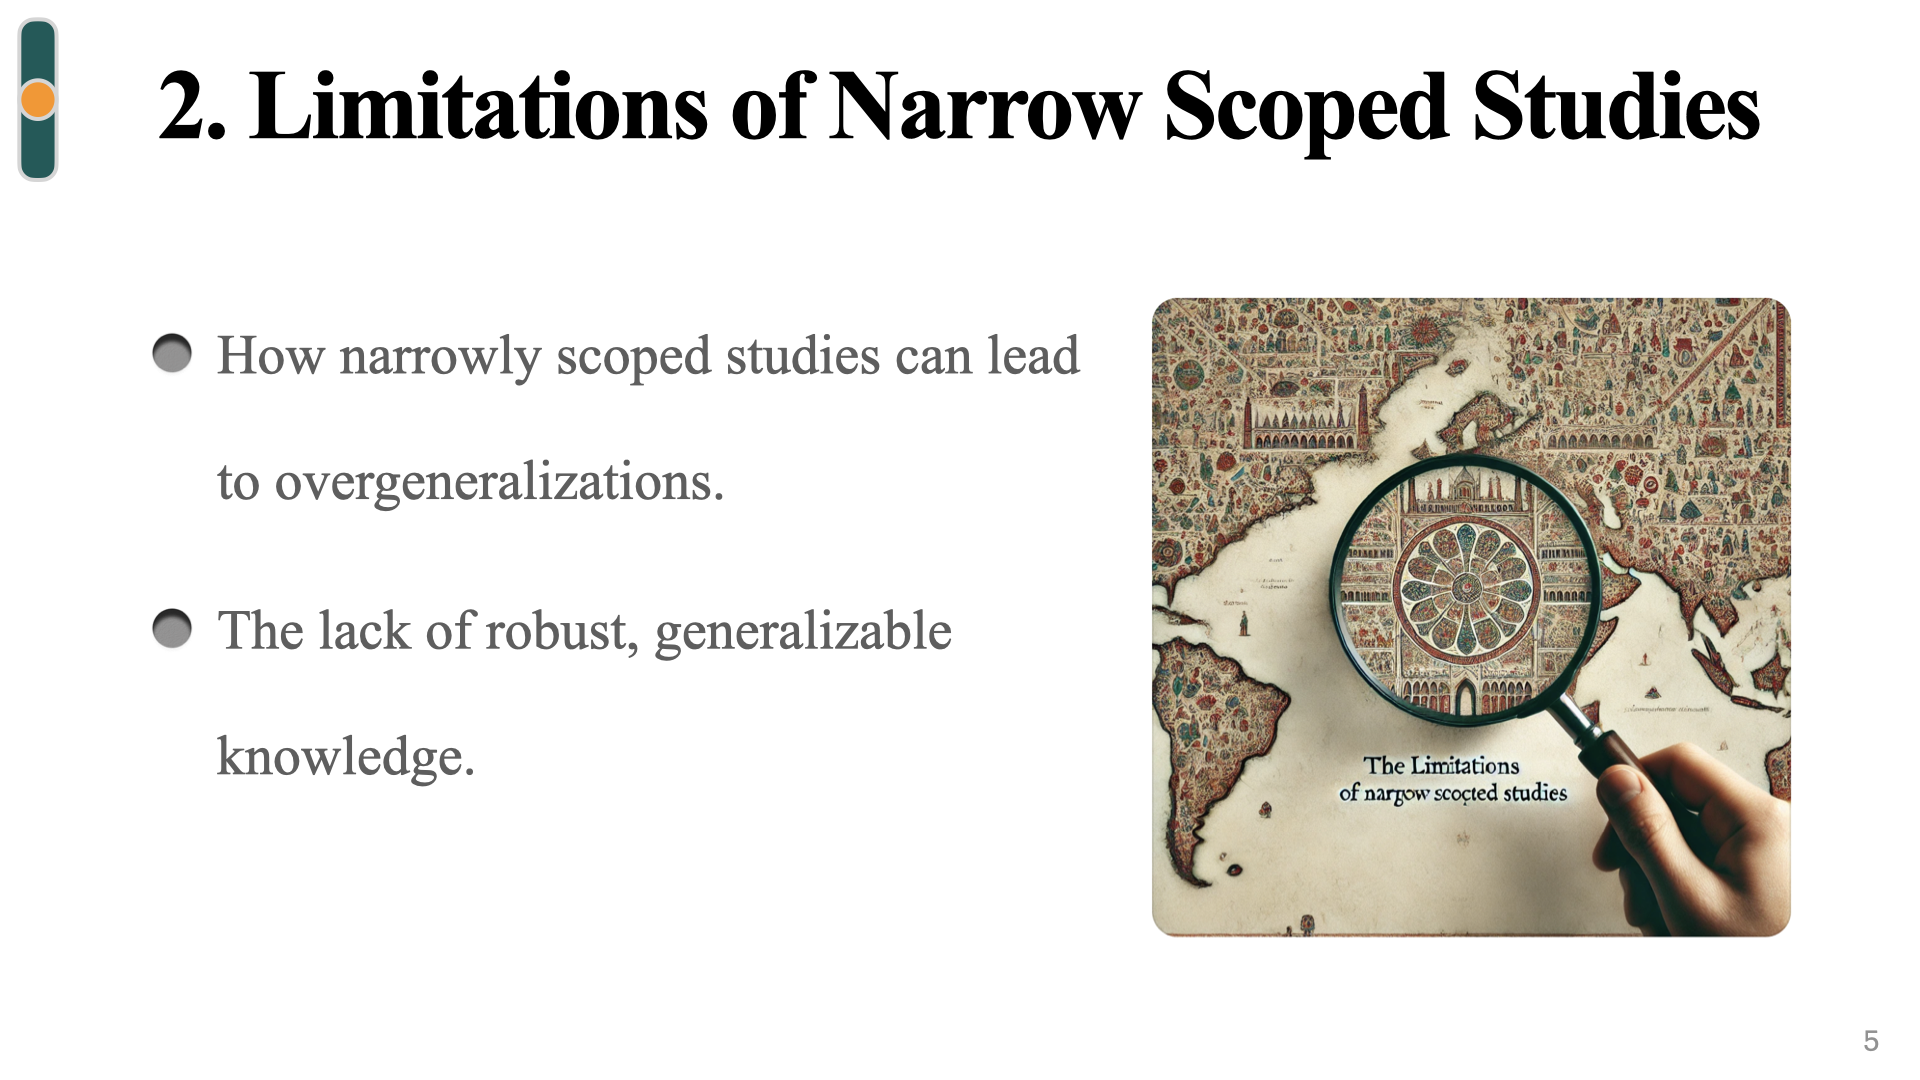 2. Limitations of Narrow Scoped Studies
How narrowly scoped studies can lead
to overgeneralizations.
The lack of robust, generalizable
knowledge.
The Limitations
of nargow scocted studies
5